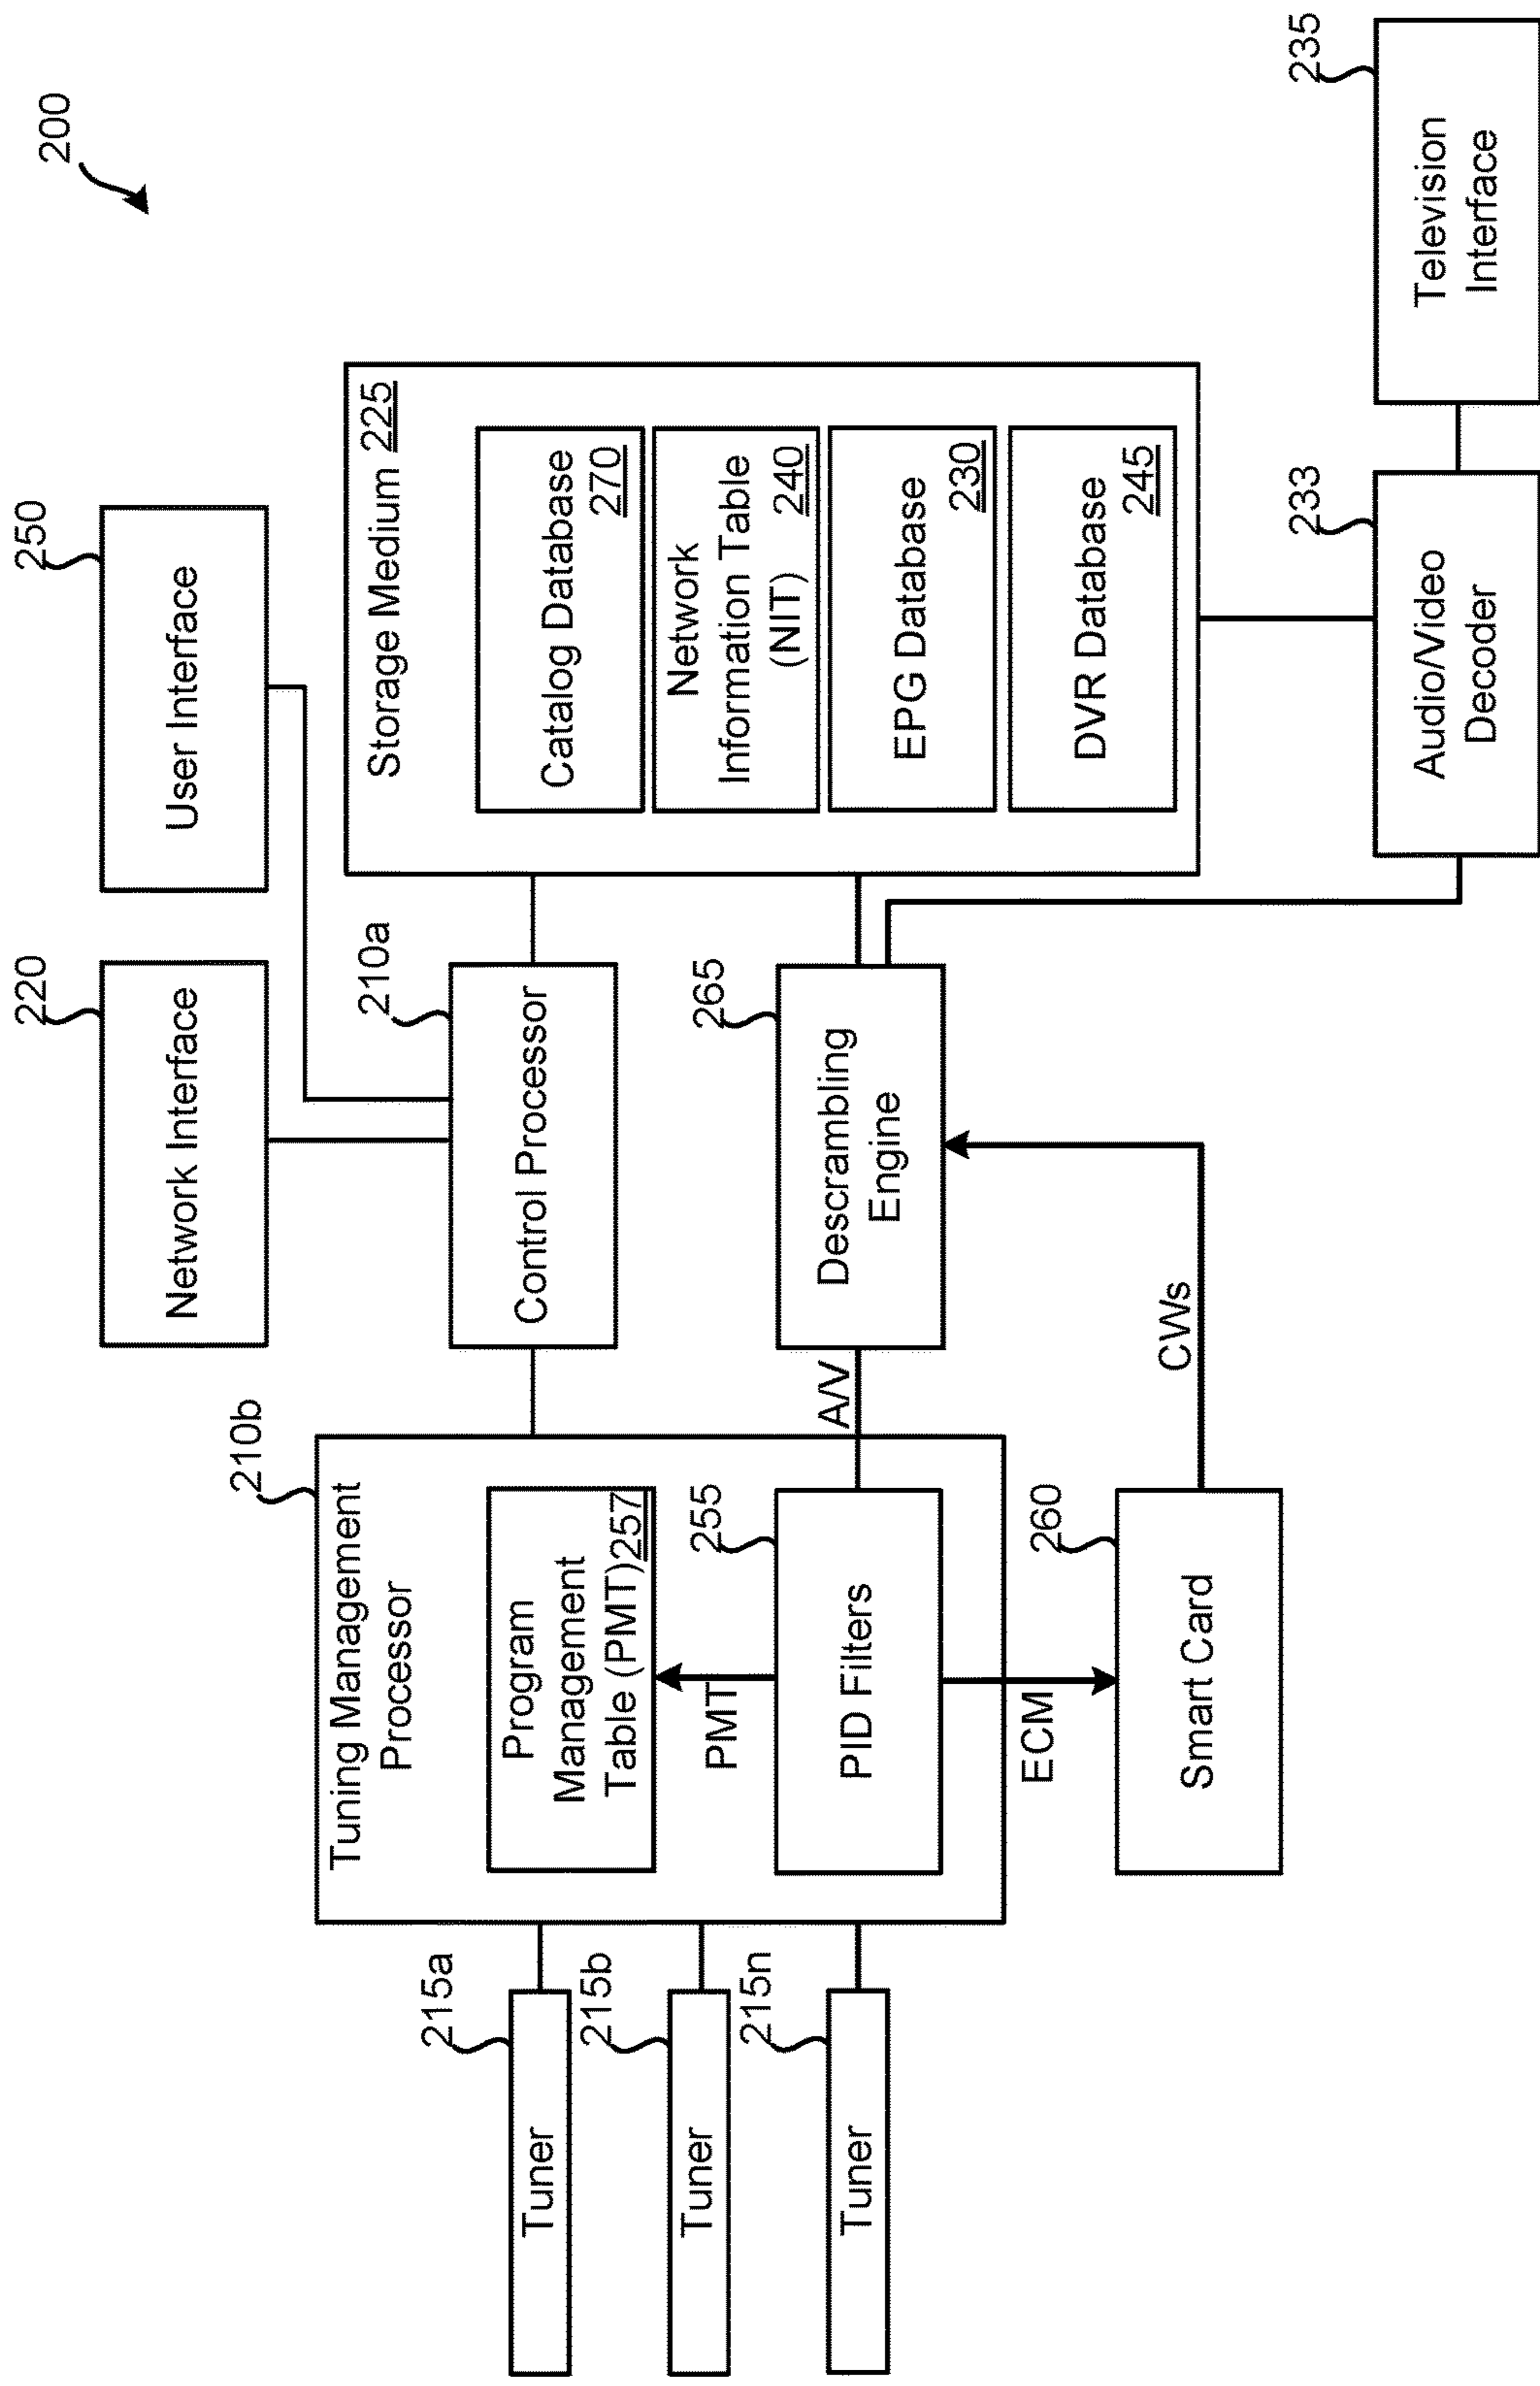 200
250
User Interface
220
Network Interface
210b
Tuning Management
Processor
Program
Management
Table (PMT)257
PMT
255
PID Filters
ECM
260
Smart Card
CWs
A/V
215a
Tuner
215b
Tuner
215n
Tuner
210a
Control Processor
265
Descrambling
Engine
Storage Medium 225
Catalog Database
270
Network
Information Table
(NIT) 240
EPG Database
230
DVR Database
245
233
Audio/Video
Decoder
235
Television
Interface